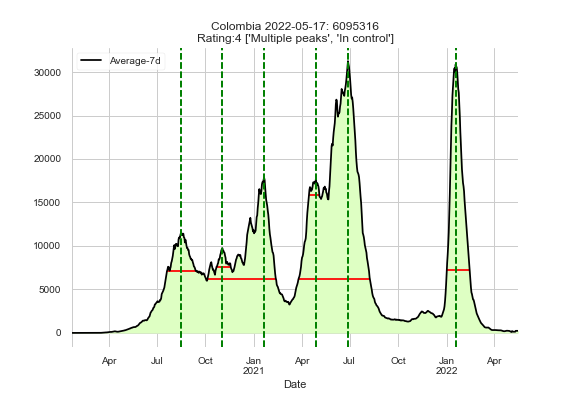 Colombia 2022-05-17: 6095316
Rating:4 ['Multiple peaks', 'In control']
Average-7d
30000
25000
20000
15000
10000
5000
0
Apr Jul Oct Jan Apr Jul Oct Jan Apr
2021 2022
Date